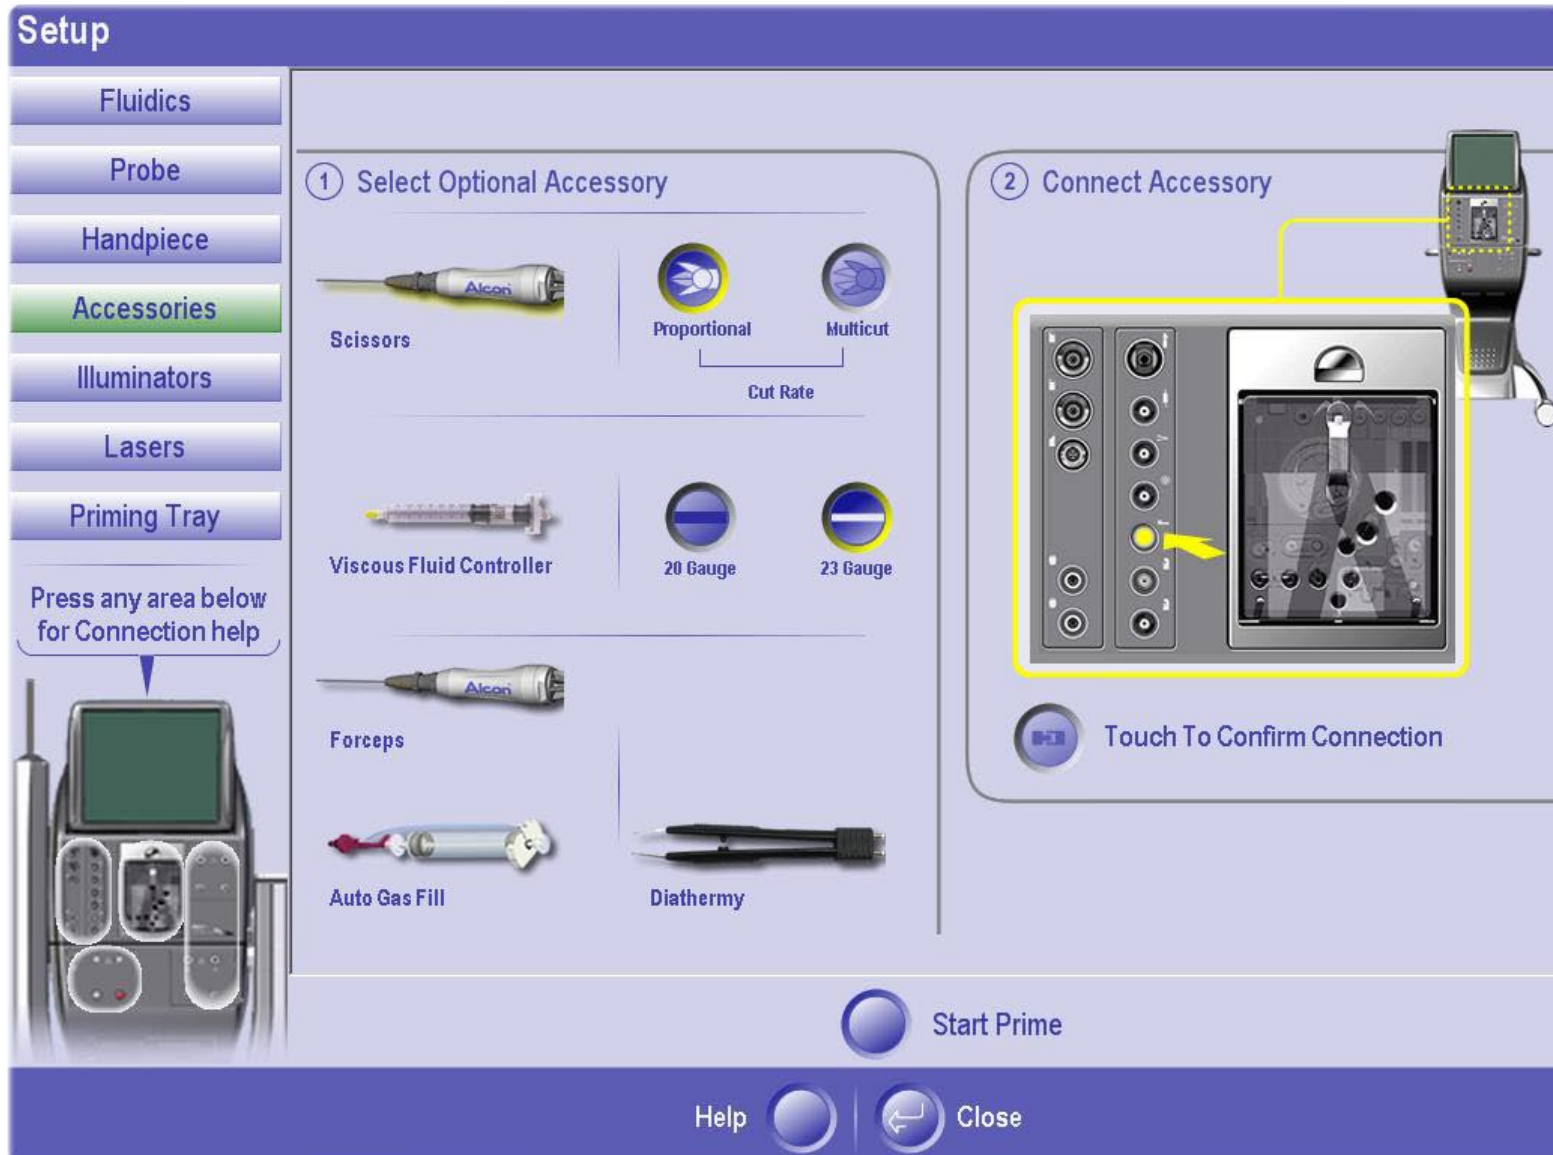 Setup
Fluidics
Probe
Handpiece
Accessories
Illuminators
Lasers
Priming Tray
Press any area below
for Connection help
1 Select Optional Accessory
Alcon
Scissors
Proportional
Multicut
Cut Rate
Viscous Fluid Controller
20 Gauge
23 Gauge
Alcon
Forceps
Auto Gas Fill
Diathermy
2 Connect Accessory
Touch To Confirm Connection
Start Prime
Help
Close